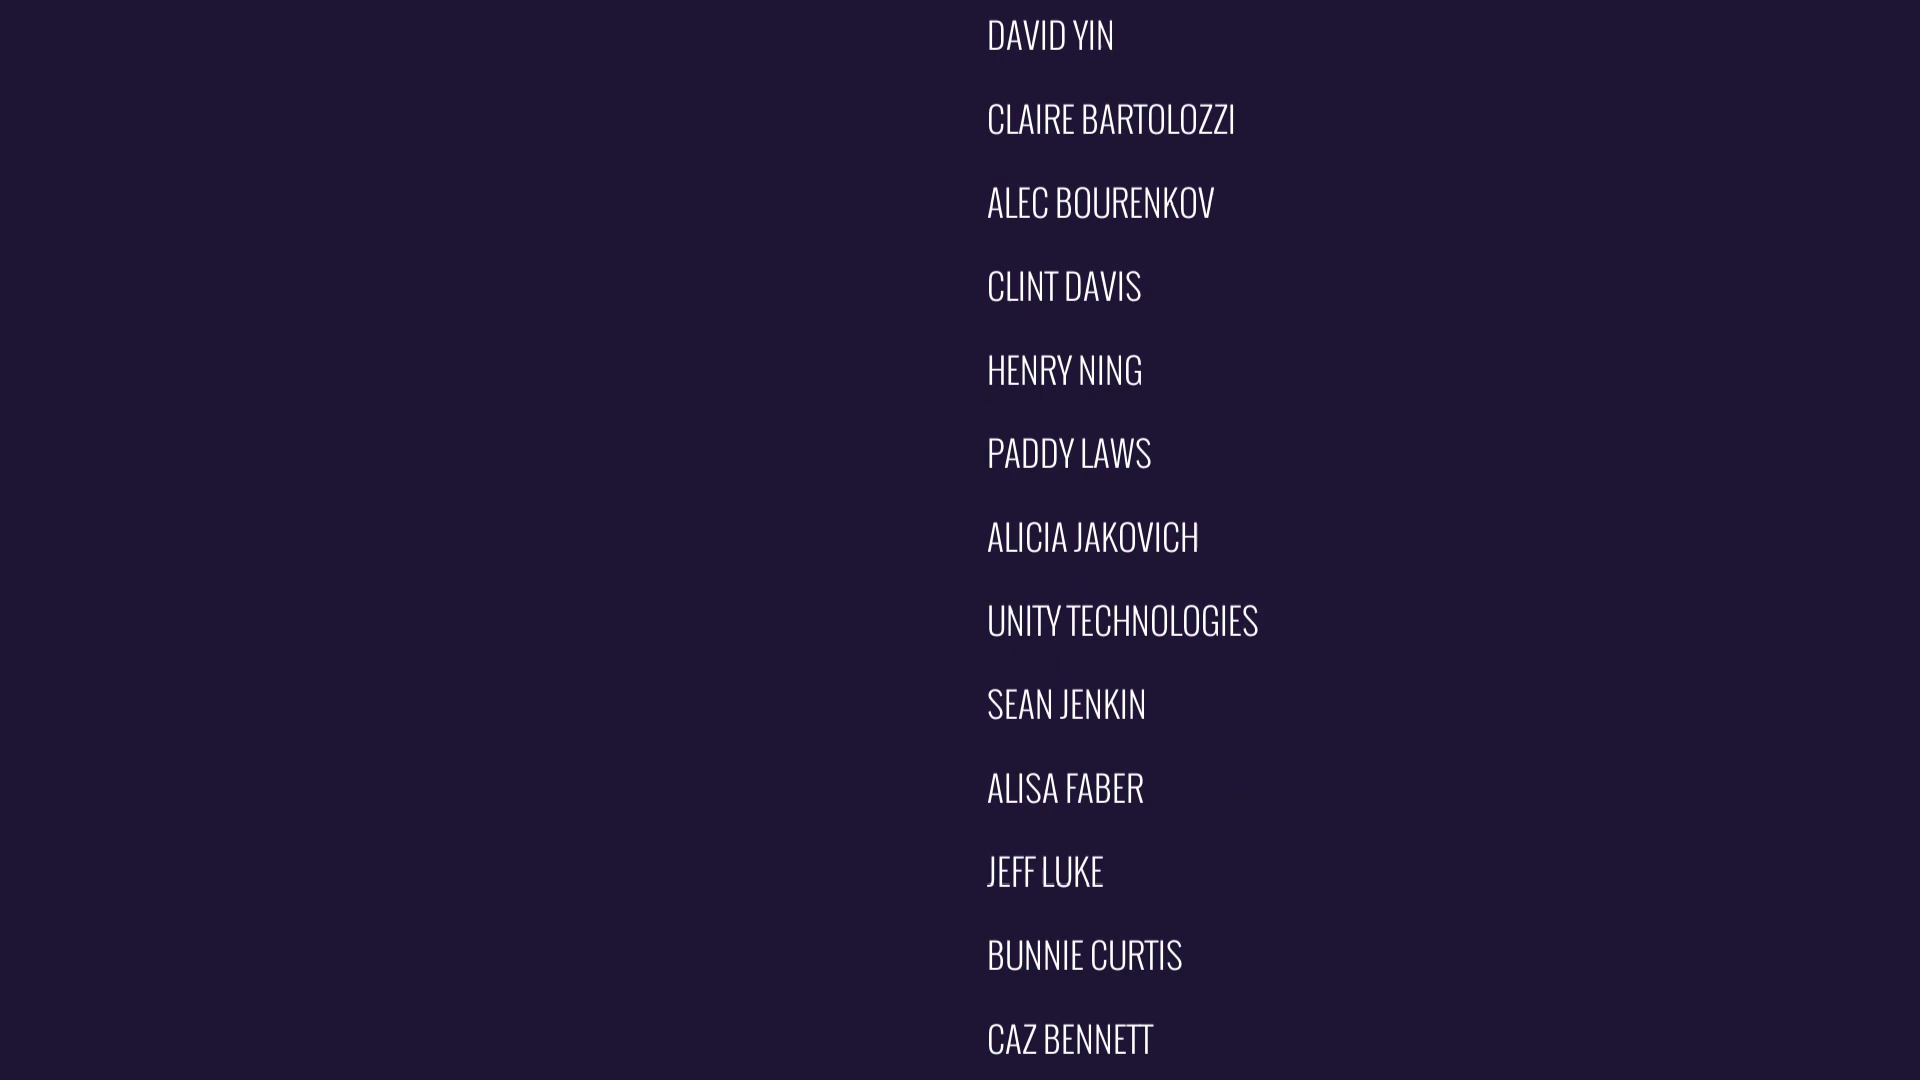 DAVID YIN
CLAIRE BARTOLOZZI
ALEC BOURENKOV
CLINT DAVIS
HENRY NING
PADDY LAWS
ALICIA JAKOVICH
UNITY TECHNOLOGIES
SEAN JENKIN
ALISA FABER
JEFF LUKE
BUNNIE CURTIS
CAZ BENNETT